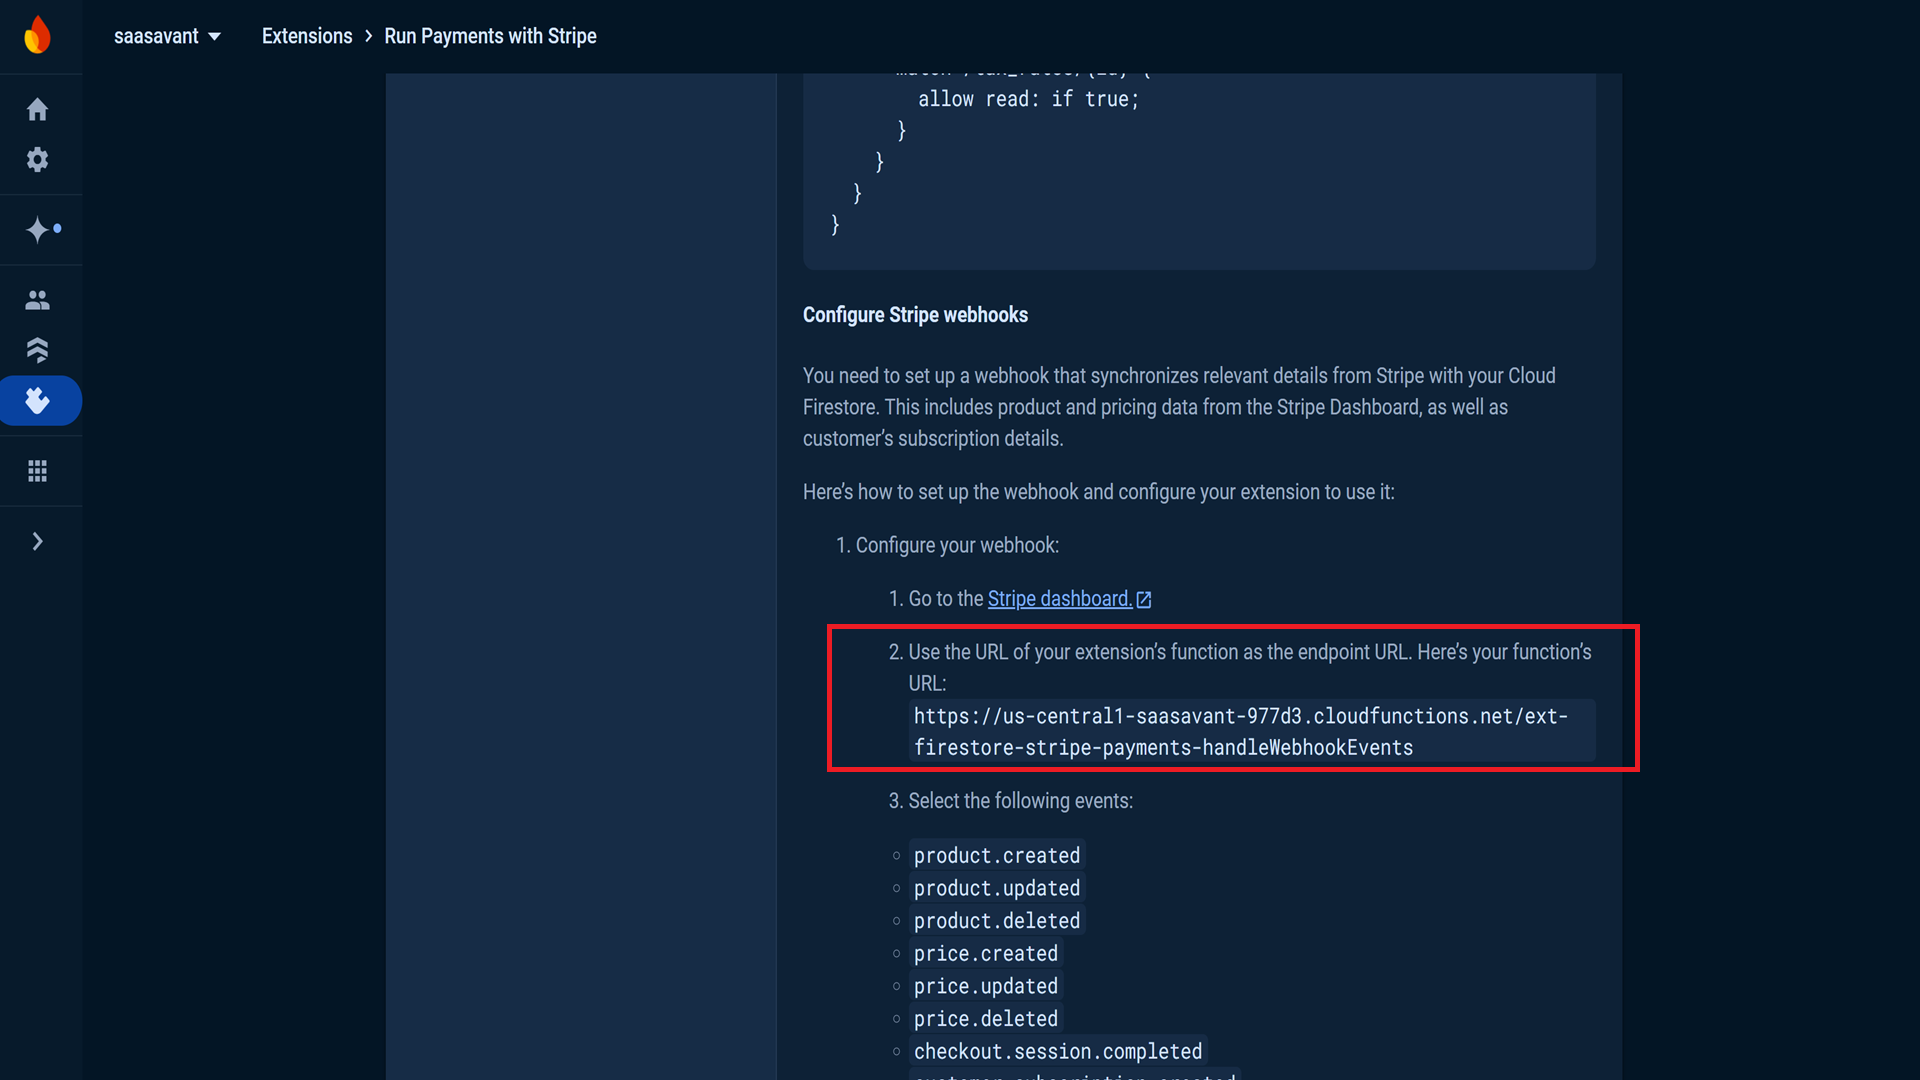 saasavant
Extensions > Run Payments with Stripe
allow read: if true;
}
}
}
}
Configure Stripe webhooks
You need to set up a webhook that synchronizes relevant details from Stripe with your Cloud
Firestore. This includes product and pricing data from the Stripe Dashboard, as well as
customer’s subscription details.
Here’s how to set up the webhook and configure your extension to use it:
1. Configure your webhook:
1. Go to the Stripe dashboard.
2. Use the URL of your extension’s function as the endpoint URL. Here’s your function’s
URL:
https://us-central1-saasavant-977d3.cloudfunctions.net/ext-
firestore-stripe-payments-handleWebhookEvents
3. Select the following events:
product.created
product.updated
product.deleted
price.created
price.updated
price.deleted
checkout.session.completed